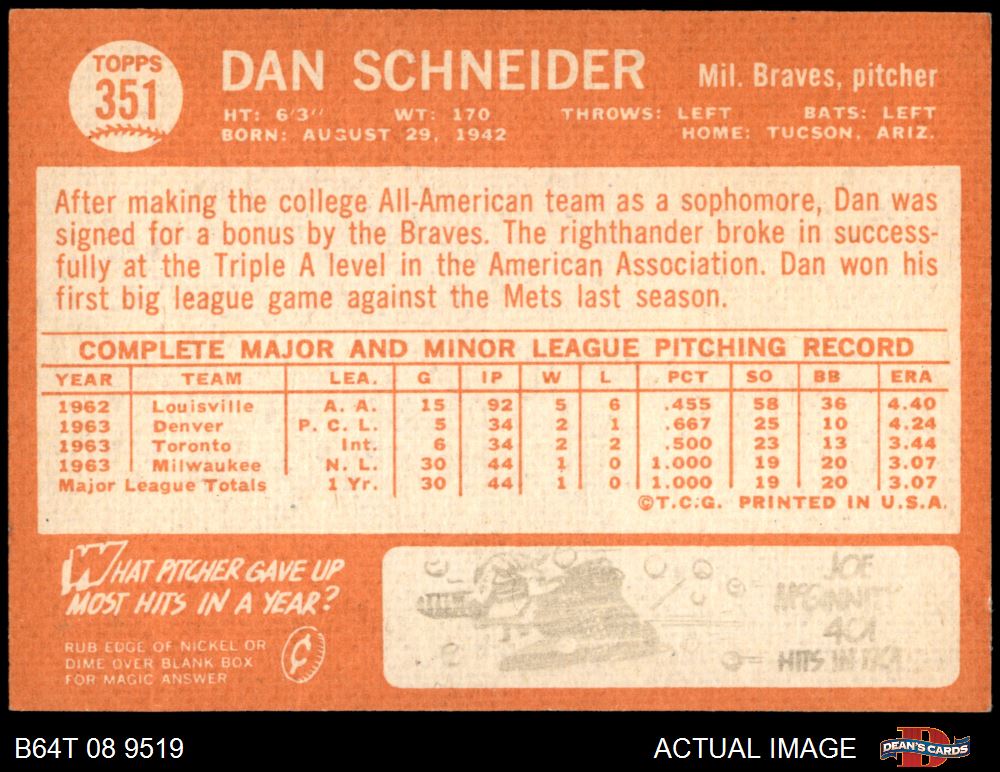 TOPPS
351
DAN SCHNEIDER
Mil. Braves, pitcher
HT: 6'3" WT: 170 THROWS: LEFT BATS: LEFT
BORN: AUGUST 29, 1942 HOME: TUCSON, ARIZ.
After making the college All-American team as a sophomore, Dan was
signed for a bonus by the Braves. The righthander broke in success-
fully at the Triple A level in the American Association. Dan won his
first big league game against the Mets last season.
COMPLETE MAJOR AND MINOR LEAGUE PITCHING RECORD
YEAR TEAM LEA. G IP W L PCT SO BB ERA
1962 Louisville A. A. 15 92 5 6 .455 58 36 4.40
1963 Denver P. C. L. 5 34 2 1 .667 25 10 4.24
1963 Toronto Int. 6 34 2 2 .500 23 13 3.44
1963 Milwaukee N. L. 30 44 1 0 1.000 19 20 3.07
Major League Totals 1 Yr. 30 44 1 0 1.000 19 20 3.07
©T.C.G. PRINTED IN U.S.A.
WHAT PITCHER GAVE UP
MOST HITS IN A YEAR?
RUB EDGE OF NICKEL OR
DIME OVER BLANK BOX
FOR MAGIC ANSWER
¢
JOE
401
HITS IN
B64T 08 9519
ACTUAL IMAGE
DEAN'S CARDS